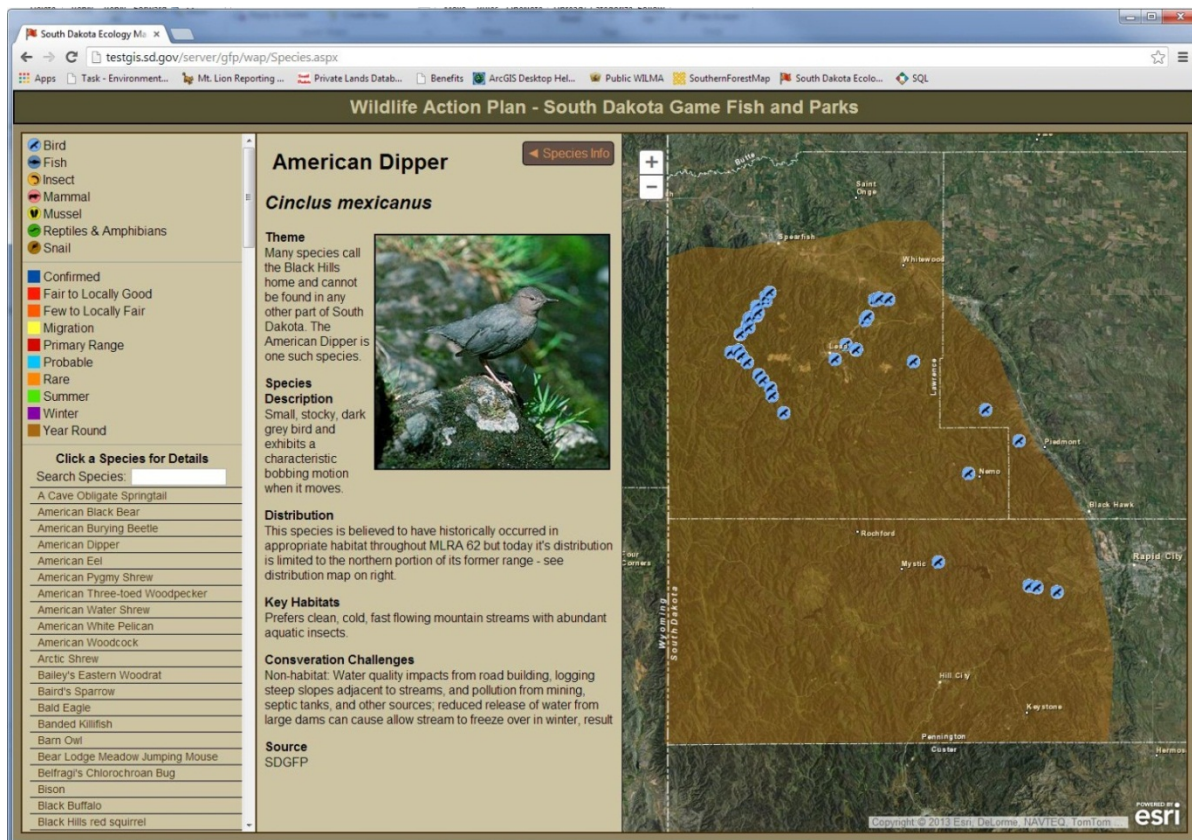 South Dakota Ecology Ma
testgis.sd.gov/server/gfp/wap/Species.aspx
Apps Task - Environment... Mt. Lion Reporting ... Private Lands Datab... Benefits ArcGIS Desktop Hel... Public WILMA SouthernForestMap South Dakota Ecolo... SQL
Wildlife Action Plan - South Dakota Game Fish and Parks
Bird
Fish
Insect
Mammal
Mussel
Reptiles & Amphibians
Snail
Confirmed
Fair to Locally Good
Few to Locally Fair
Migration
Primary Range
Probable
Rare
Summer
Winter
Year Round
Click a Species for Details
Search Species:
A Cave Obligate Springtail
American Black Bear
American Burying Beetle
American Dipper
American Eel
American Pygmy Shrew
American Three-toed Woodpecker
American Water Shrew
American White Pelican
American Woodcock
Arctic Shrew
Bailey's Eastern Woodrat
Baird's Sparrow
Bald Eagle
Banded Killifish
Barn Owl
Bear Lodge Meadow Jumping Mouse
Belfragi's Chlorochroan Bug
Bison
Black Buffalo
Black Hills red squirrel
American Dipper
◄ Species Info
Cinclus mexicanus
Theme
Many species call
the Black Hills
home and cannot
be found in any
other part of South
Dakota. The
American Dipper is
one such species.
Species
Description
Small, stocky, dark
grey bird and
exhibits a
characteristic
bobbing motion
when it moves.
Distribution
This species is believed to have historically occurred in
appropriate habitat throughout MLRA 62 but today it's distribution
is limited to the northern portion of its former range - see
distribution map on right.
Key Habitats
Prefers clean, cold, fast flowing mountain streams with abundant
aquatic insects.
Consveration Challenges
Non-habitat: Water quality impacts from road building, logging
steep slopes adjacent to streams, and pollution from mining,
septic tanks, and other sources; reduced release of water from
large dams can cause allow stream to freeze over in winter, result
Source
SDGFP
+
−
Butte
Saint
Onge
Spearfish
Whitewood
Lead
Lawrence
Piedmont
Nemo
Black Hawk
Rochford
Four
Corners
Mystic
Rapid City
Wyoming
South Dakota
Hill City
Keystone
Pennington
Custer
Hermos
Copyright © 2013 Esri, DeLorme, NAVTEQ, TomTom ...
POWERED BY
esri